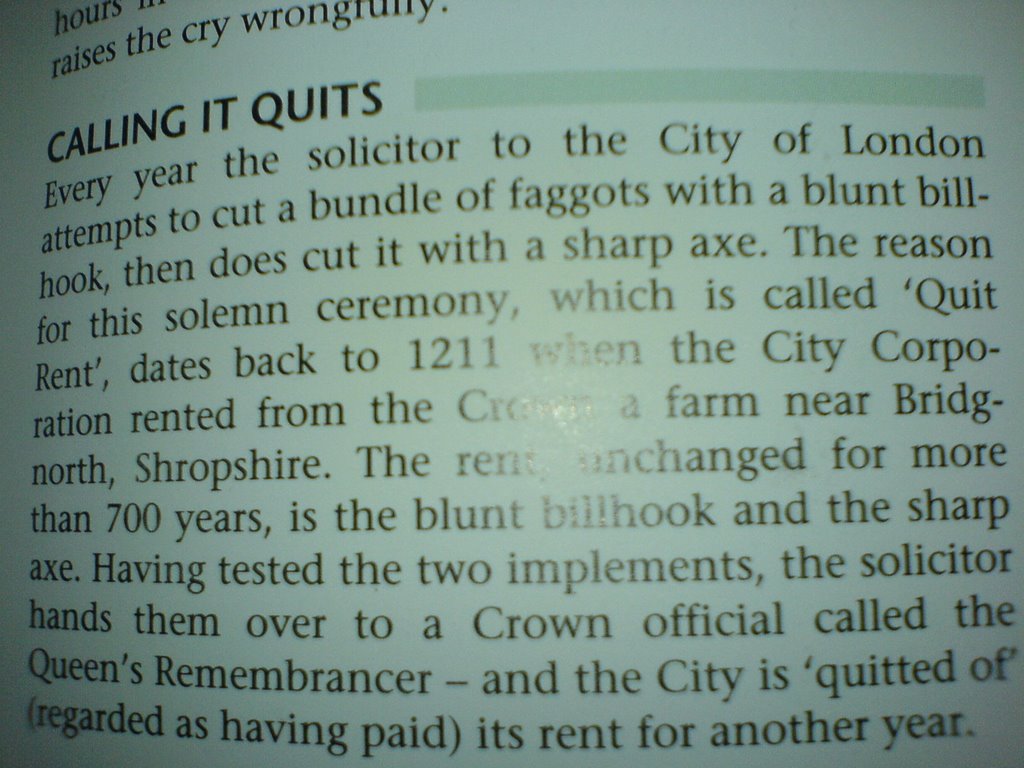 hours in
raises the cry wrongfully.
CALLING IT QUITS
Every year the solicitor to the City of London
attempts to cut a bundle of faggots with a blunt bill-
hook, then does cut it with a sharp axe. The reason
for this solemn ceremony, which is called ‘Quit
Rent’, dates back to 1211 when the City Corpo-
ration rented from the Crown a farm near Bridg-
north, Shropshire. The rent, unchanged for more
than 700 years, is the blunt billhook and the sharp
axe. Having tested the two implements, the solicitor
hands them over to a Crown official called the
Queen’s Remembrancer – and the City is ‘quitted of’
(regarded as having paid) its rent for another year.